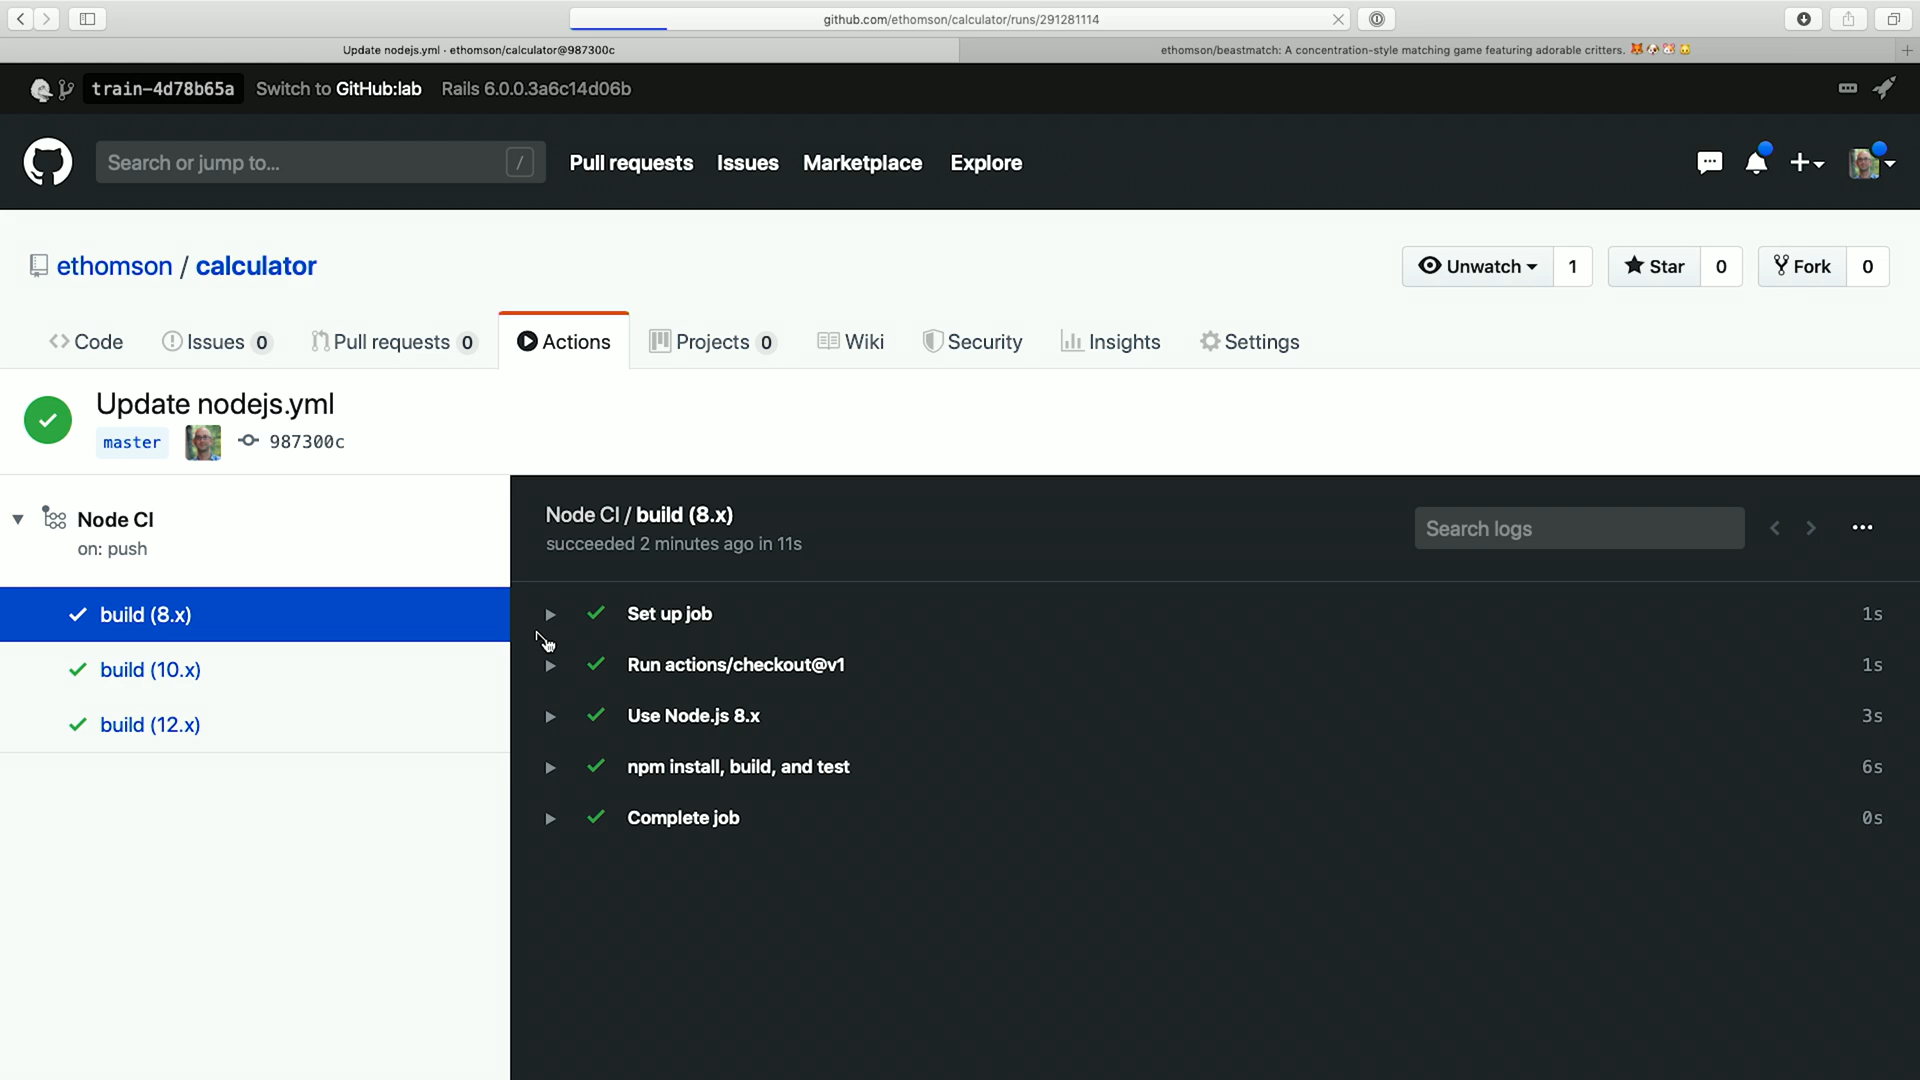 github.com/ethomson/calculator/runs/291281114
Update nodejs.yml · ethomson/calculator@987300c
ethomson/beastmatch: A concentration-style matching game featuring adorable critters. 🦊🐶🐹🐱
train-4d78b65a Switch to GitHub:lab Rails 6.0.0.3a6c14d06b
Search or jump to... / Pull requests Issues Marketplace Explore
ethomson / calculator
Unwatch 1 Star 0 Fork 0
Code Issues 0 Pull requests 0 Actions Projects 0 Wiki Security Insights Settings
Update nodejs.yml
master 987300c
Node CI
on: push
build (8.x)
build (10.x)
build (12.x)
Node CI / build (8.x)
succeeded 2 minutes ago in 11s
Search logs
Set up job 1s
Run actions/checkout@v1 1s
Use Node.js 8.x 3s
npm install, build, and test 6s
Complete job 0s